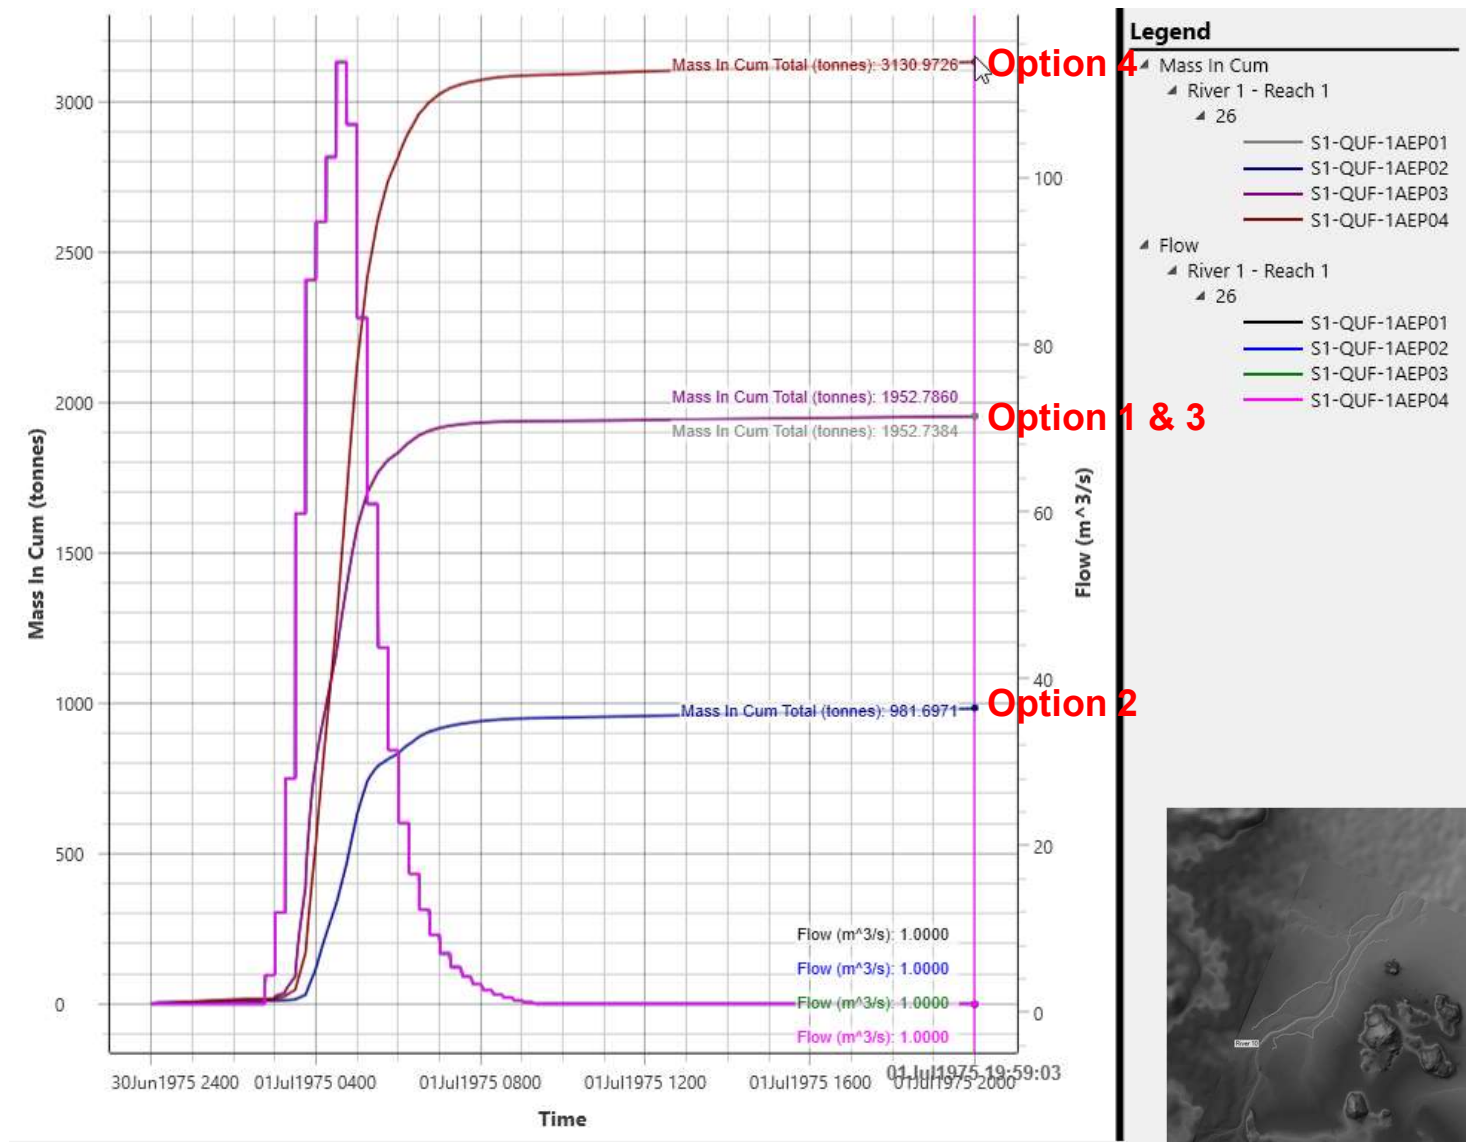 Mass In Cum (tonnes)
3000
2500
2000
1500
1000
500
0
Mass In Cum Total (tonnes): 3130.9726
Option 4
Mass In Cum Total (tonnes): 1952.7860
Option 1 & 3
Mass In Cum Total (tonnes): 1952.7384
Mass In Cum Total (tonnes): 981.6971
Option 2
Flow (m^3/s): 1.0000
Flow (m^3/s): 1.0000
Flow (m^3/s): 1.0000
Flow (m^3/s): 1.0000
100
80
60
40
20
0
Flow (m^3/s)
30Jun1975 2400 01Jul1975 0400 01Jul1975 0800 01Jul1975 1200 01Jul1975 1600 01Jul1975 2000
01Jul1975 19:59:03
Time
Legend
Mass In Cum
River 1 - Reach 1
26
S1-QUF-1AEP01
S1-QUF-1AEP02
S1-QUF-1AEP03
S1-QUF-1AEP04
Flow
River 1 - Reach 1
26
S1-QUF-1AEP01
S1-QUF-1AEP02
S1-QUF-1AEP03
S1-QUF-1AEP04